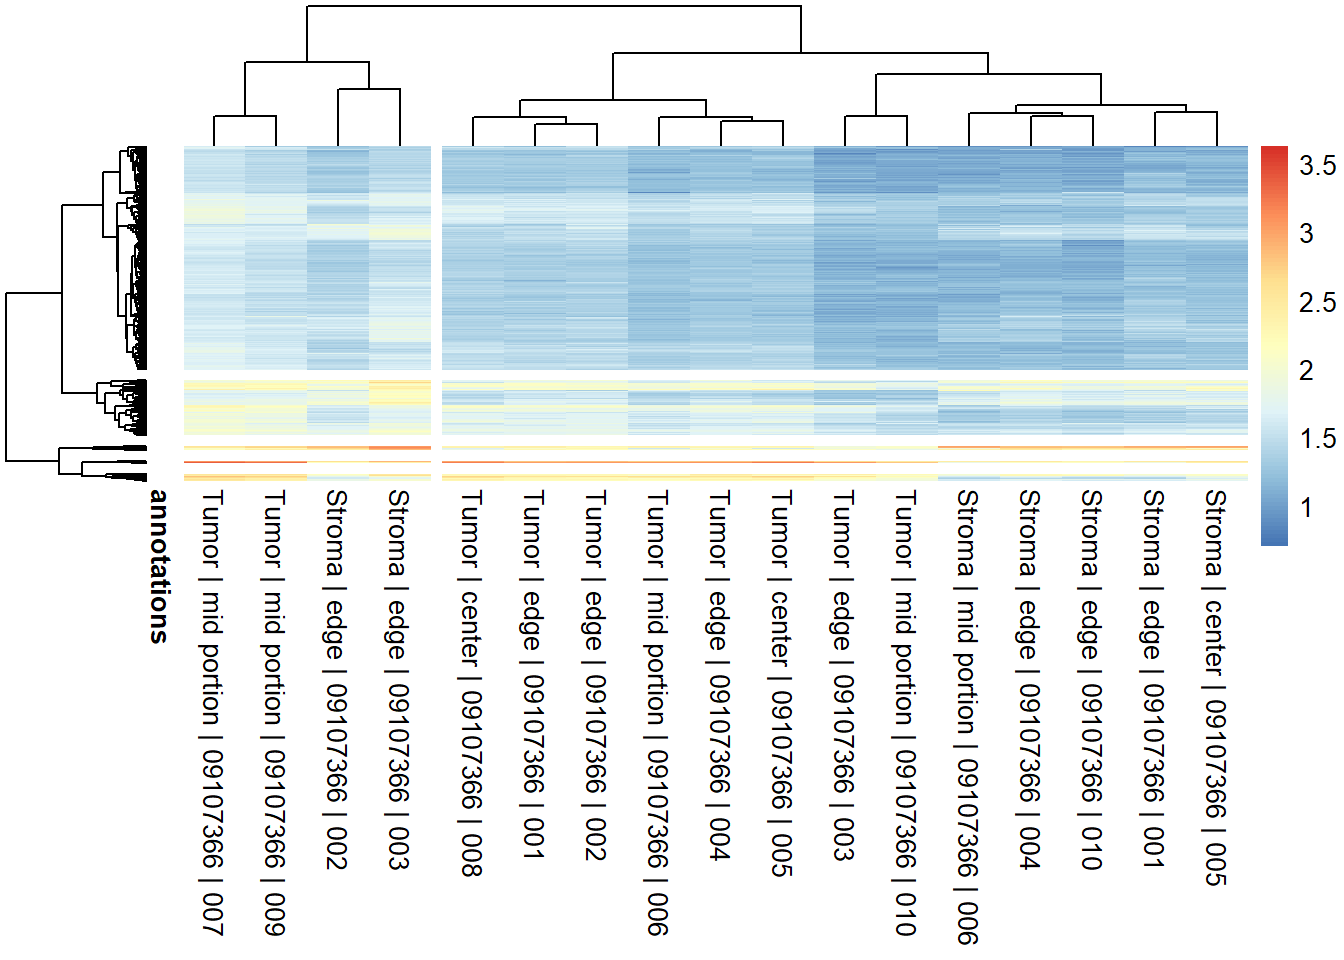 3.5
3
2.5
2
1.5
1
annotations
Tumor | mid portion | 09107366 | 007
Tumor | mid portion | 09107366 | 009
Stroma | edge | 09107366 | 002
Stroma | edge | 09107366 | 003
Tumor | center | 09107366 | 008
Tumor | edge | 09107366 | 001
Tumor | edge | 09107366 | 002
Tumor | mid portion | 09107366 | 006
Tumor | edge | 09107366 | 004
Tumor | center | 09107366 | 005
Tumor | edge | 09107366 | 003
Tumor | mid portion | 09107366 | 010
Stroma | mid portion | 09107366 | 006
Stroma | edge | 09107366 | 004
Stroma | edge | 09107366 | 010
Stroma | edge | 09107366 | 001
Stroma | center | 09107366 | 005